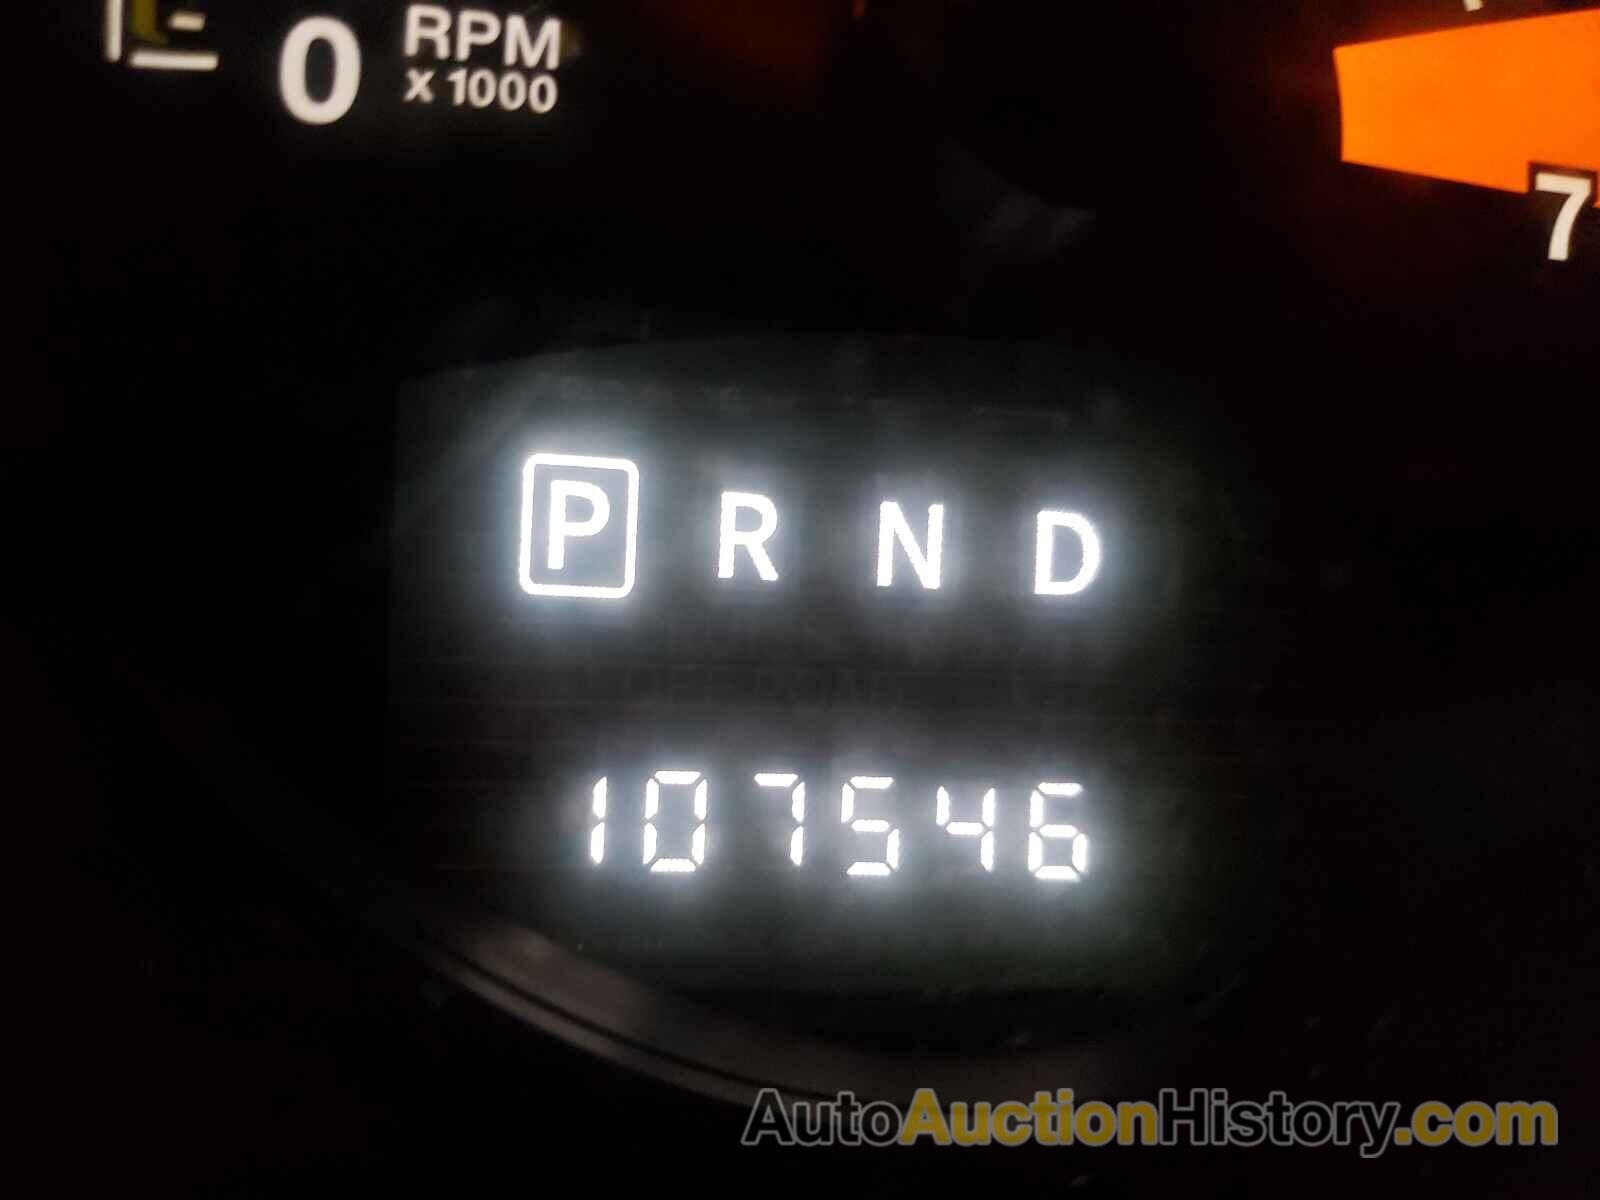 0 RPM
x 1000
7
P R N D
107546
AutoAuctionHistory.com